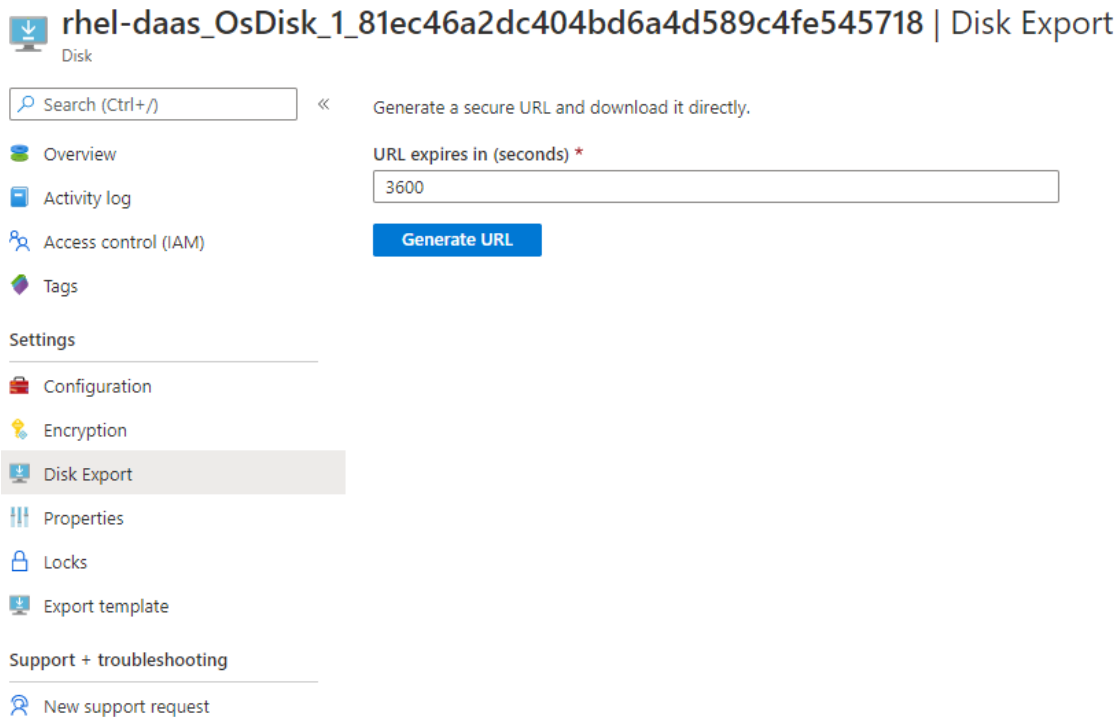 rhel-daas_OsDisk_1_81ec46a2dc404bd6a4d589c4fe545718 | Disk Export
Disk
Search (Ctrl+/)
«
Overview
Activity log
Access control (IAM)
Tags
Settings
Configuration
Encryption
Disk Export
Properties
Locks
Export template
Support + troubleshooting
New support request
Generate a secure URL and download it directly.
URL expires in (seconds) *
3600
Generate URL